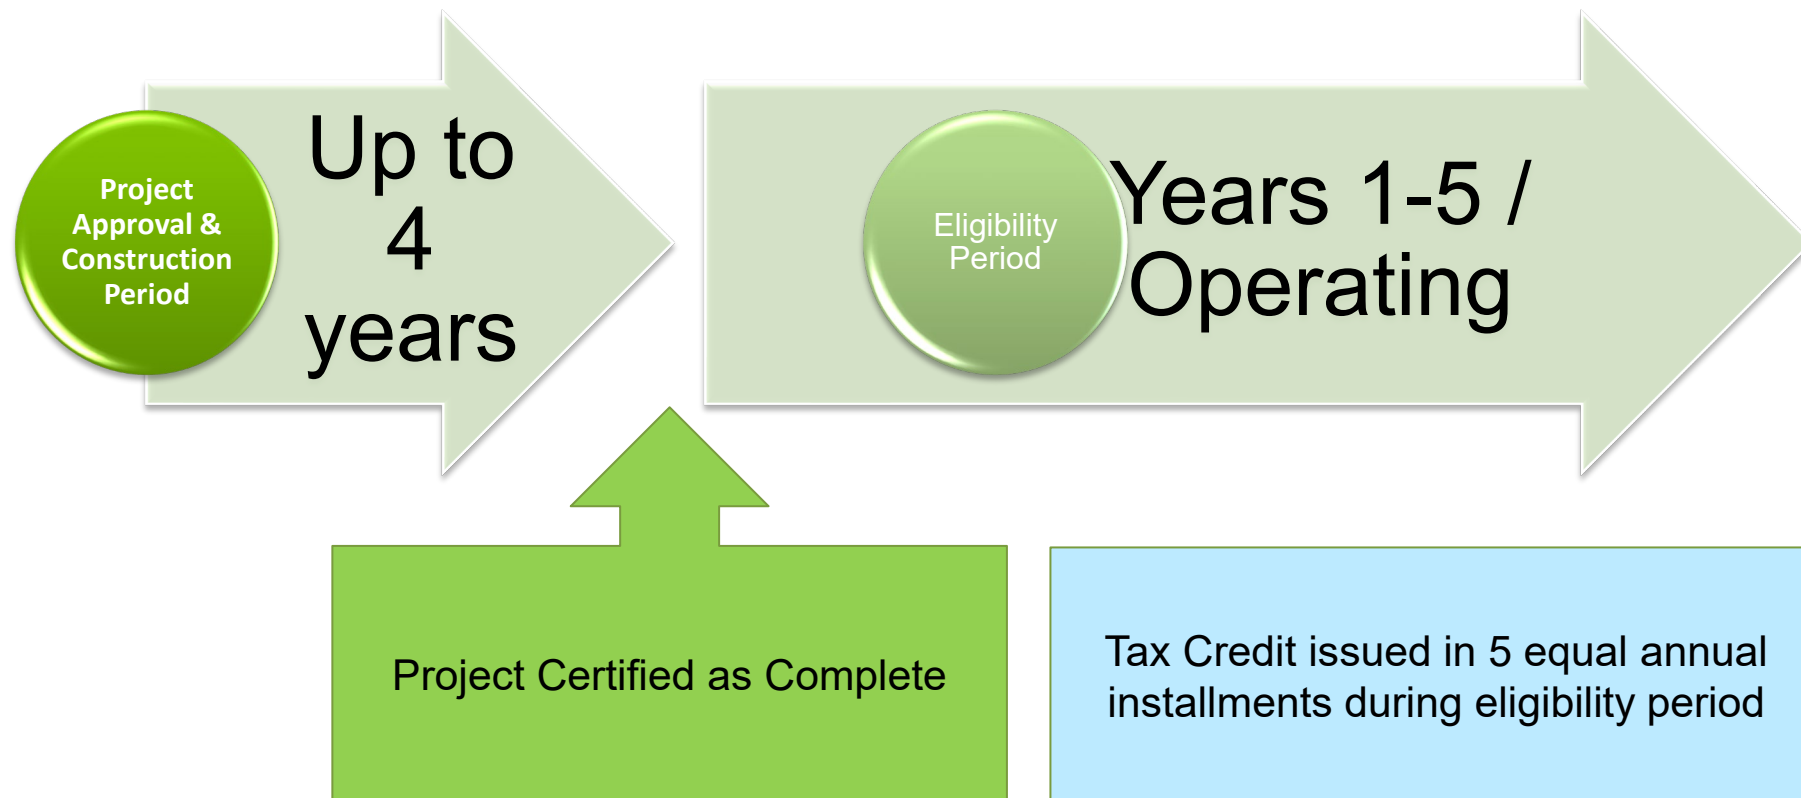 Project
Approval &
Construction
Period
Up to
4
years
Eligibility
Period
Years 1-5 /
Operating
Project Certified as Complete
Tax Credit issued in 5 equal annual
installments during eligibility period